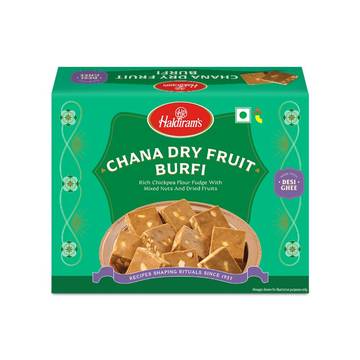 CHANA DRY FRUIT
BURFI
Haldiram's
Haldiram's
CHANA DRY FRUIT
BURFI
Rich Chickpea Flour Fudge With
Mixed Nuts And Dried Fruits
DESI
GHEE
RECIPES SHAPING RITUALS SINCE 1937